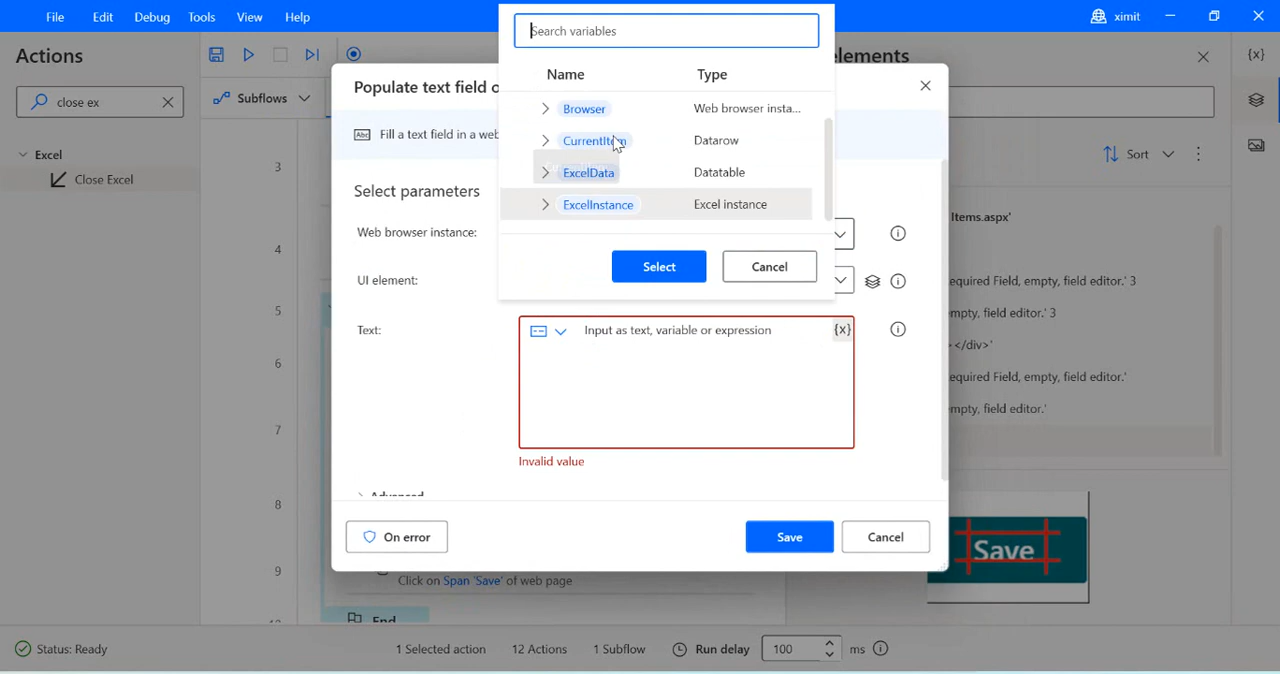 File Edit Debug Tools View Help
ximit
Actions
close ex
Subflows
Excel
Close Excel
3
4
5
6
7
8
9
Search variables
Name Type
Browser Web browser insta...
CurrentItem Datarow
ExcelData Datatable
ExcelInstance Excel instance
Select Cancel
Populate text field o
Abc Fill a text field in a web
Select parameters
Web browser instance:
UI element:
Text:
Input as text, variable or expression {x}
Invalid value
Advanced
On error Save Cancel
Click on Span 'Save' of web page
End
elements
{x}
Sort
Items.aspx'
equired Field, empty, field editor.' 3
mpty, field editor.' 3
></div>'
equired Field, empty, field editor.'
mpty, field editor.'
Save
Status: Ready 1 Selected action 12 Actions 1 Subflow Run delay 100 ms